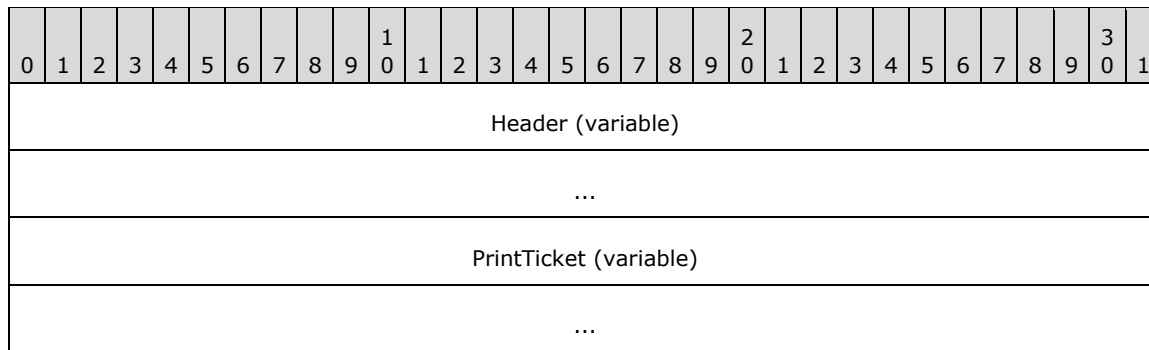 1 2 3
0 1 2 3 4 5 6 7 8 9 0 1 2 3 4 5 6 7 8 9 0 1 2 3 4 5 6 7 8 9 0 1
Header (variable)
...
PrintTicket (variable)
...